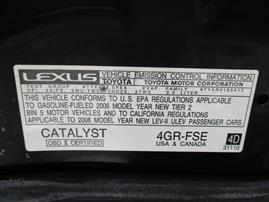 LEXUS VEHICLE EMISSION CONTROL INFORMATION
TOYOTA TOYOTA MOTOR CORPORATION
CONFORMS TO U.S. EPA REGULATIONS APPLICABLE
TO GASOLINE-FUELED 2006 MODEL YEAR NEW TIER 2
BIN 5 MOTOR VEHICLES AND TO CALIFORNIA REGULATIONS
APPLICABLE TO 2006 MODEL YEAR NEW LEV-II ULEV PASSENGER CARS.
CATALYST 4GR-FSE 4D
OBD II CERTIFIED USA & CANADA 31110